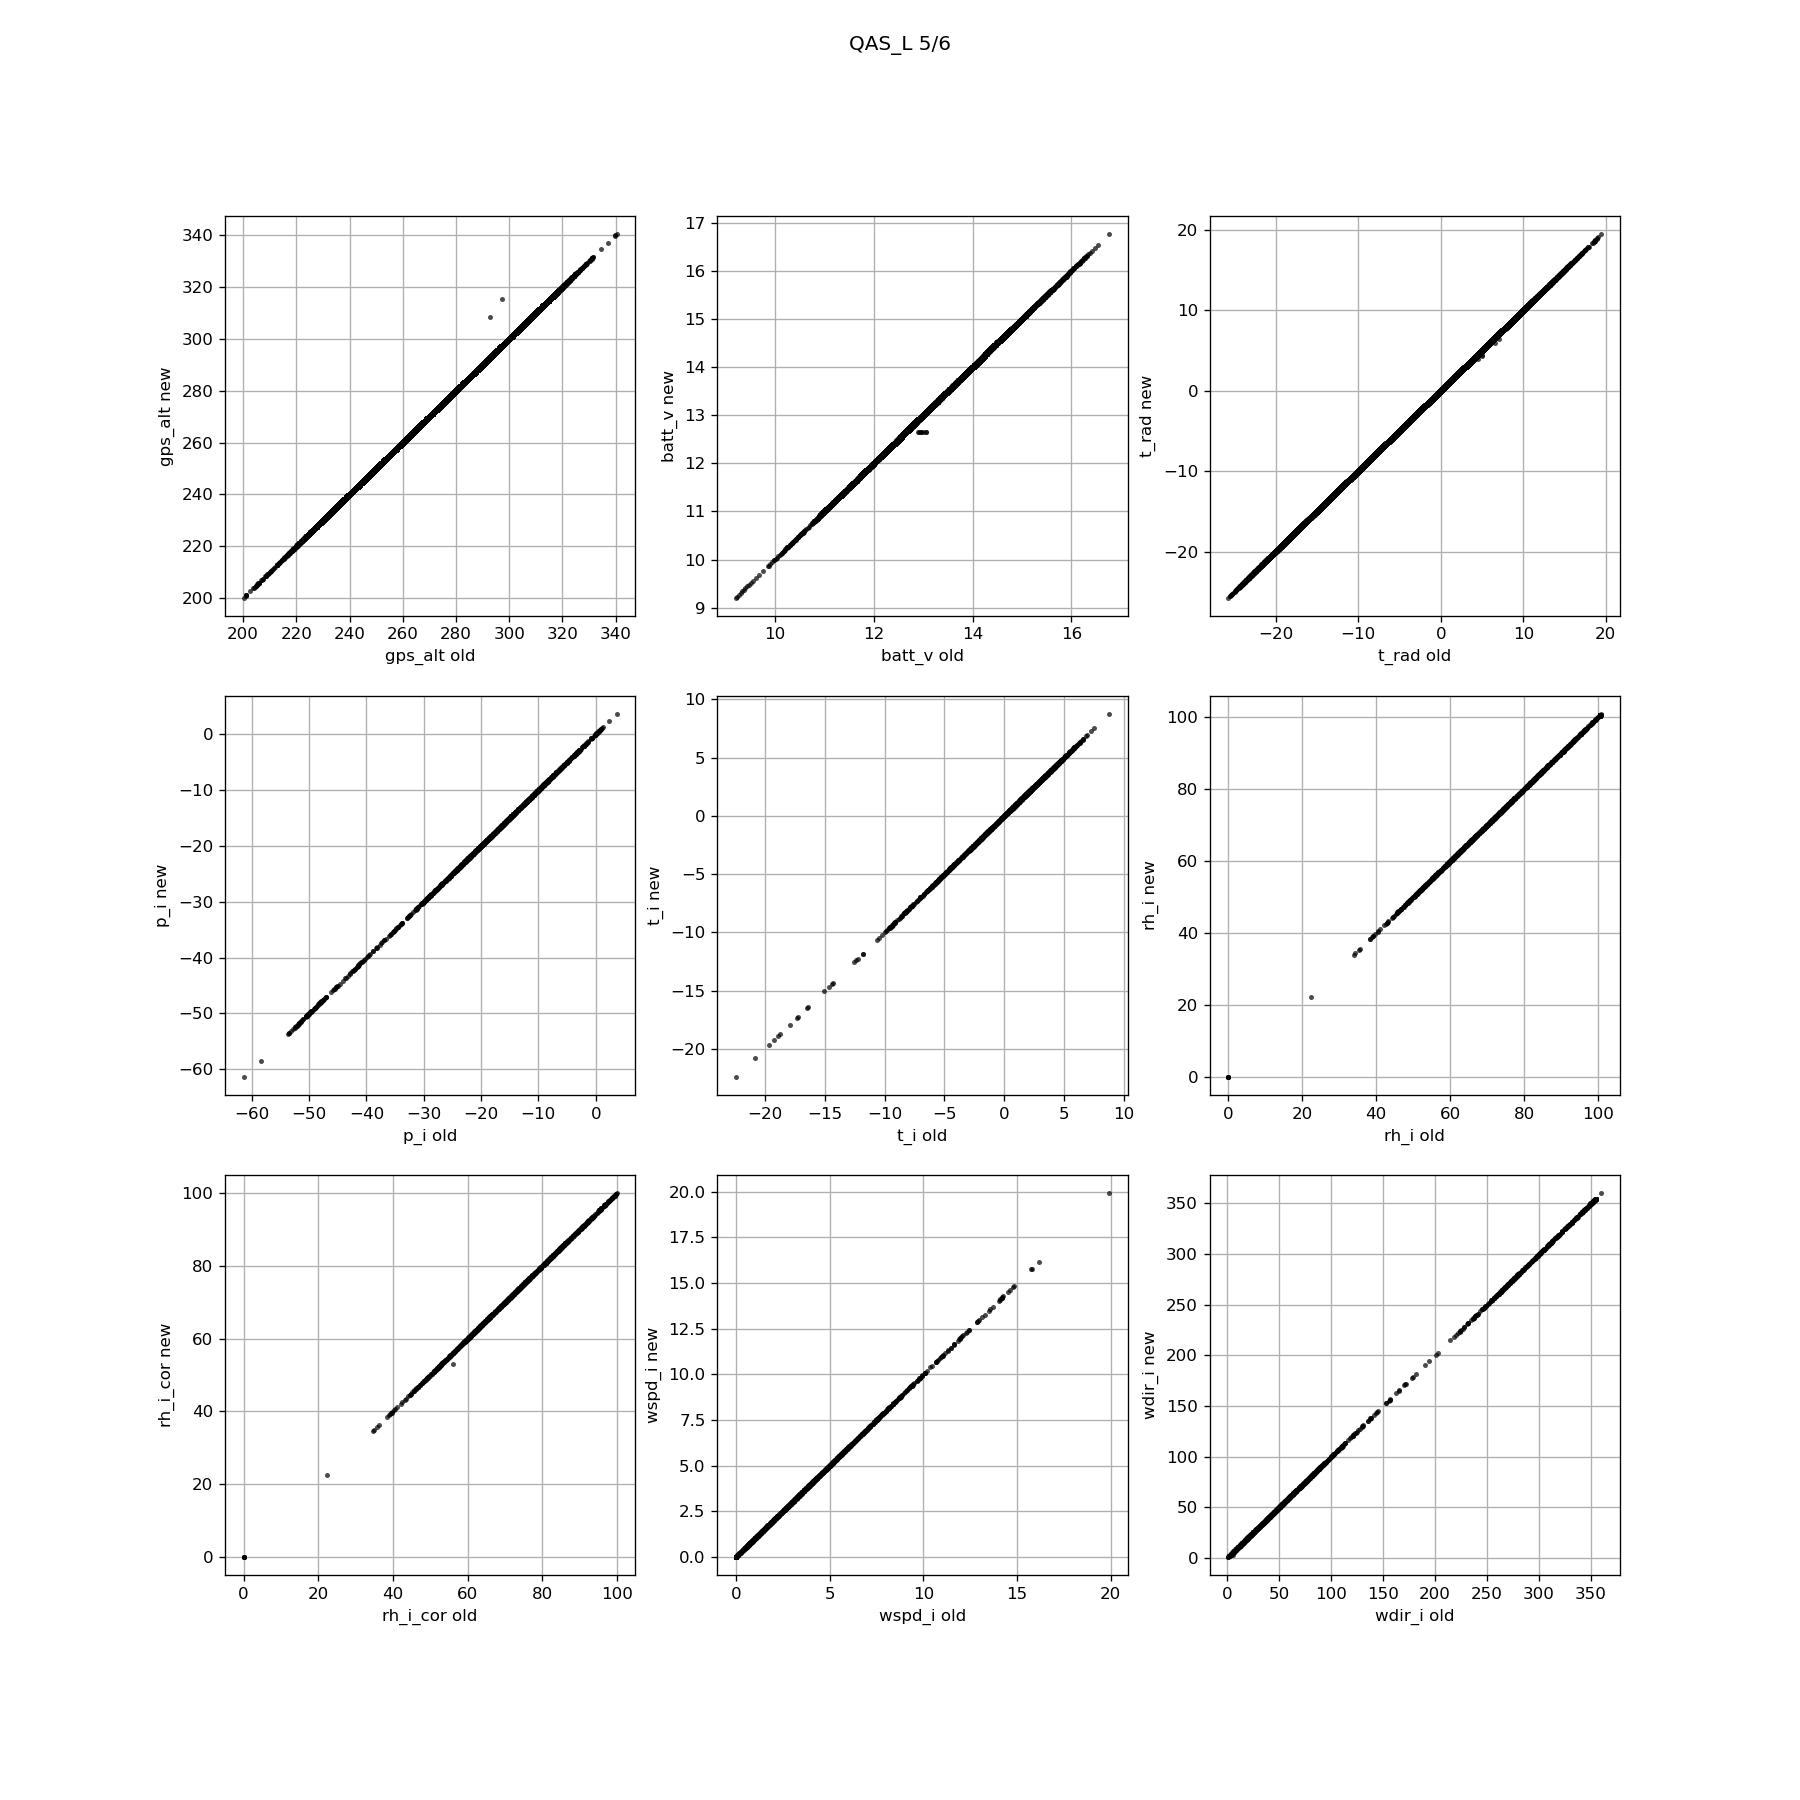 QAS_L 5/6
340
320
300
280
260
240
220
200
gps_alt new
200 220 240 260 280 300 320 340
gps_alt old
17
16
15
14
13
12
11
10
9
batt_v new
10 12 14 16
batt_v old
20
10
0
−10
−20
t_rad new
−20 −10 0 10 20
t_rad old
0
−10
−20
−30
−40
−50
−60
p_i new
−60 −50 −40 −30 −20 −10 0
p_i old
10
5
0
−5
−10
−15
−20
t_i new
−20 −15 −10 −5 0 5 10
t_i old
100
80
60
40
20
0
rh_i new
0 20 40 60 80 100
rh_i old
100
80
60
40
20
0
rh_i_cor new
0 20 40 60 80 100
rh_i_cor old
20.0
17.5
15.0
12.5
10.0
7.5
5.0
2.5
0.0
wspd_i new
0 5 10 15 20
wspd_i old
350
300
250
200
150
100
50
0
wdir_i new
0 50 100 150 200 250 300 350
wdir_i old